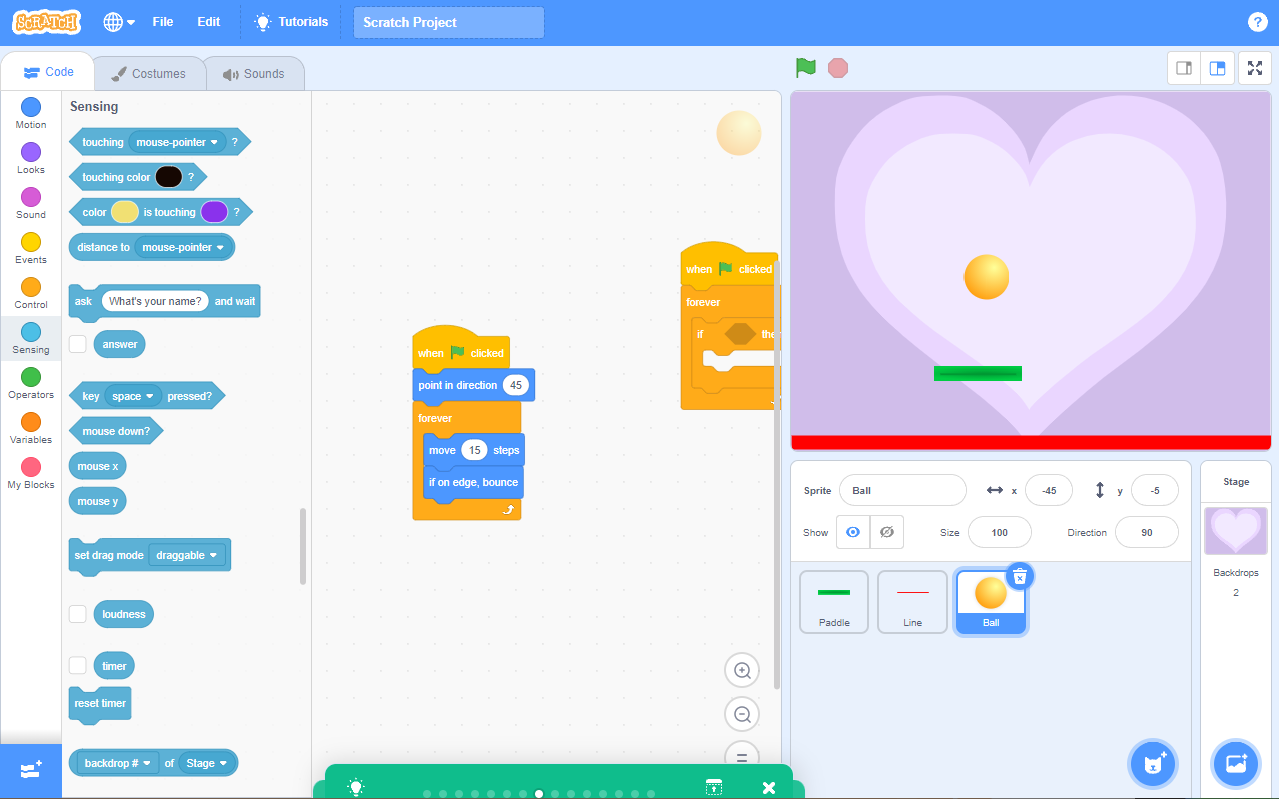 SCRATCH File Edit Tutorials Scratch Project ?
Code Costumes Sounds
Motion
Looks
Sound
Events
Control
Sensing
Operators
Variables
My Blocks
Sensing
touching mouse-pointer ?
touching color ?
color is touching ?
distance to mouse-pointer
ask What's your name? and wait
answer
key space pressed?
mouse down?
mouse x
mouse y
set drag mode draggable
loudness
timer
reset timer
backdrop # of Stage
when clicked
point in direction 45
forever
move 15 steps
if on edge, bounce
when clicked
forever
if the
Sprite Ball x -45 y -5
Show Size 100 Direction 90
Paddle
Line
Ball
Stage
Backdrops
2